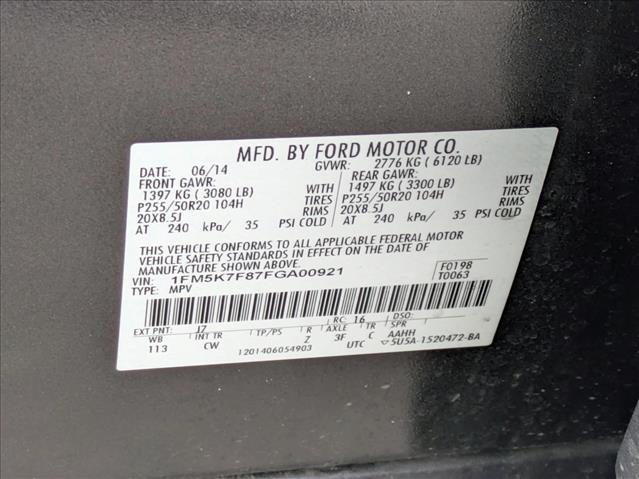 MFD. BY FORD MOTOR CO.
DATE: 06/14 GVWR: 2776 KG ( 6120 LB)
FRONT GAWR: REAR GAWR:
1397 KG ( 3080 LB) WITH 1497 KG ( 3300 LB) WITH
P255/50R20 104H TIRES P255/50R20 104H TIRES
20X8.5J RIMS 20X8.5J RIMS
AT 240 kPa/ 35 PSI COLD AT 240 kPa/ 35 PSI COLD
THIS VEHICLE CONFORMS TO ALL APPLICABLE FEDERAL MOTOR
VEHICLE SAFETY STANDARDS IN EFFECT ON THE DATE OF
MANUFACTURE SHOWN ABOVE.
VIN: 1FM5K7F87FGA00921 F0198
TYPE: MPV T0063
EXT PNT: J7 RC: 16 DSO:
WB INT TR TP/PS R AXLE TR SPR
113 CW Z 3F C AAHH
1201406054903 UTC ▽5U5A-1520472-BA